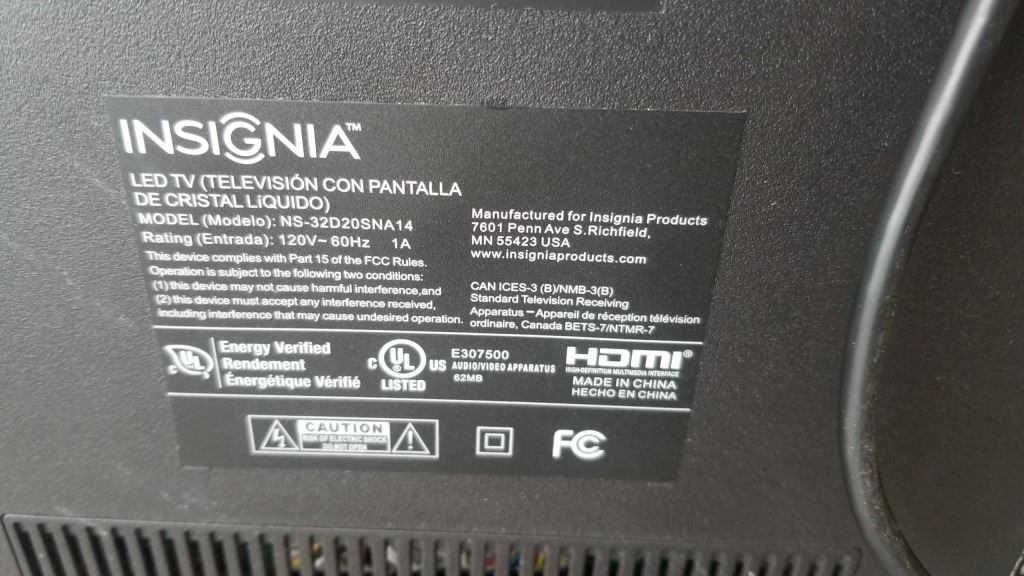 INSIGNIA™
LED TV (TELEVISIÓN CON PANTALLA
DE CRISTAL LíQUIDO)
MODEL (Modelo): NS-32D20SNA14
Rating (Entrada): 120V~ 60Hz 1A
This device complies with Part 15 of the FCC Rules.
Operation is subject to the following two conditions:
(1) this device may not cause harmful interference,and
(2) this device must accept any interference received,
including interference that may cause undesired operation.
Manufactured for Insignia Products
7601 Penn Ave S.Richfield,
MN 55423 USA
www.insigniaproducts.com
CAN ICES-3 (B)/NMB-3(B)
Standard Television Receiving
Apparatus –Appareil de réception télévision
ordinaire, Canada BETS-7/NTMR-7
UL
Energy Verified
Rendement
Énergétique Vérifié
C UL US
LISTED
E307500
AUDIO/VIDEO APPARATUS
62MB
HDMI®
HIGH-DEFINITION MULTIMEDIA INTERFACE
MADE IN CHINA
HECHO EN CHINA
CAUTION
RISK OF ELECTRIC SHOCK
DO NOT OPEN
FC